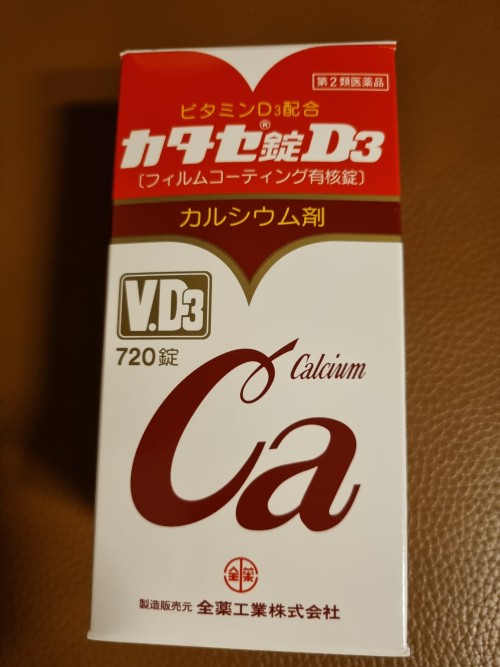 第2類医薬品
ビタミンD3配合
カタセ®錠D3
〔フィルムコーティング有核錠〕
カルシウム剤
V.D3
720錠
Calcium
Ca
全薬
製造販売元 全薬工業株式会社